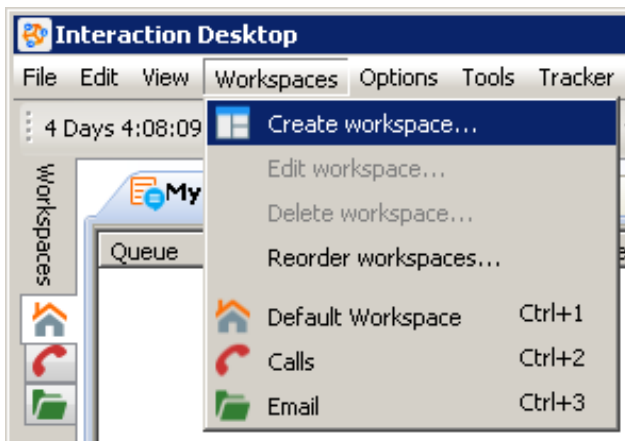 Interaction Desktop
File Edit View Workspaces Options Tools Tracker
4 Days 4:08:09
Create workspace...
Workspaces
Edit workspace...
My
Delete workspace...
Queue
Reorder workspaces...
Default Workspace Ctrl+1
Calls Ctrl+2
Email Ctrl+3